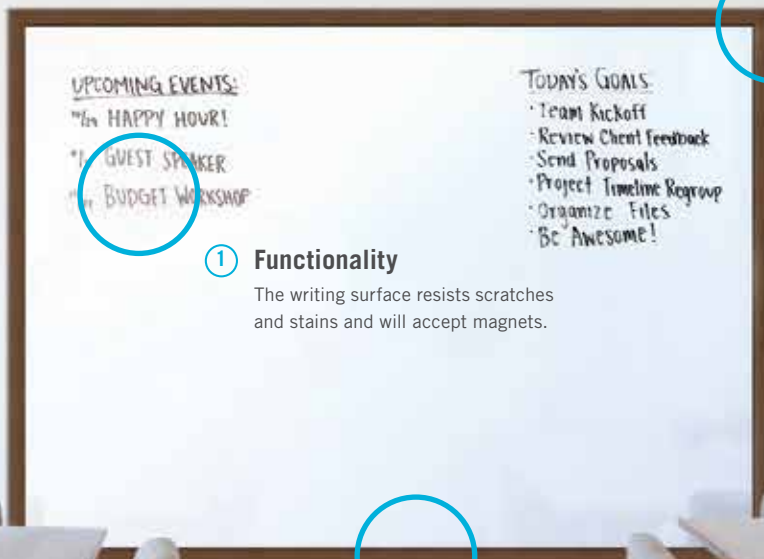 UPCOMING EVENTS:
HAPPY HOUR!
GUEST SPEAKER
BUDGET WORKSHOP
TODAY'S GOALS
· Team Kickoff
· Review Client Feedback
· Send Proposals
· Project Timeline Regroup
· Organize Files
· Be Awesome!
1 Functionality
The writing surface resists scratches
and stains and will accept magnets.